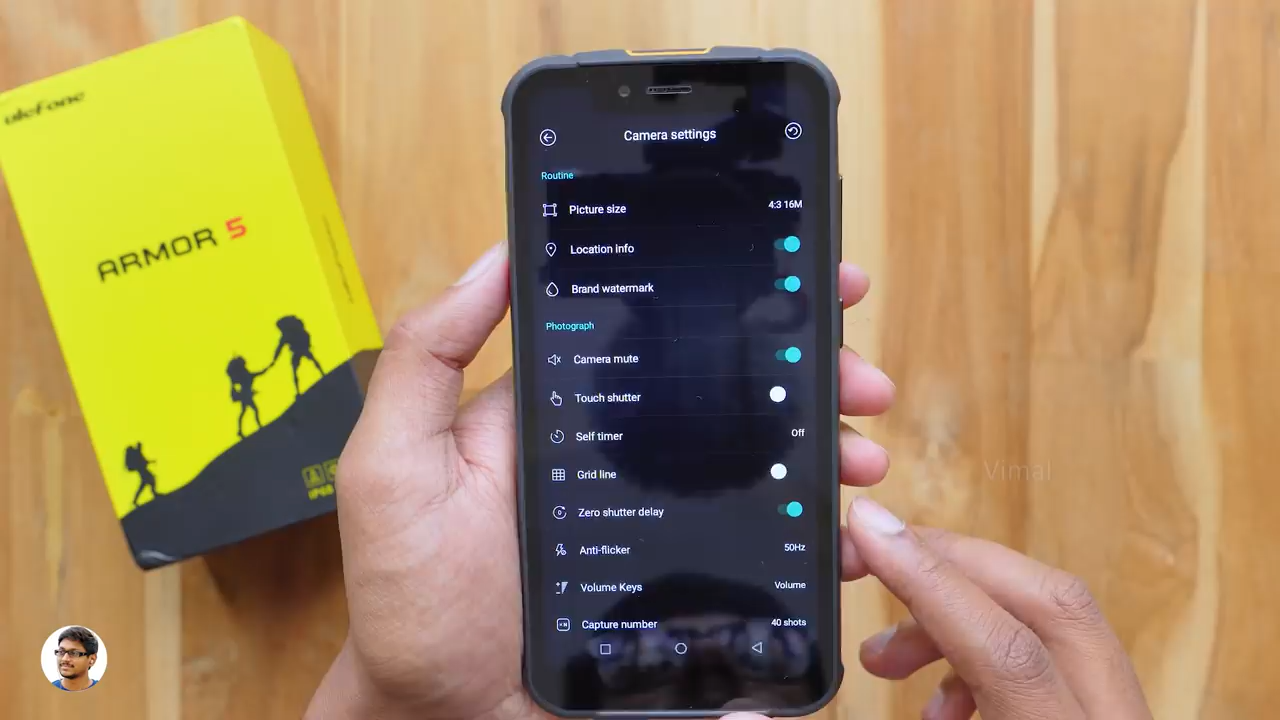 ulefone
ARMOR 5
IP68
Camera settings
Routine
Picture size 4:3 16M
Location info
Brand watermark
Photograph
Camera mute
Touch shutter
Self timer Off
Grid line
Zero shutter delay
Anti-flicker 50Hz
Volume Keys Volume
Capture number 40 shots
Vimal